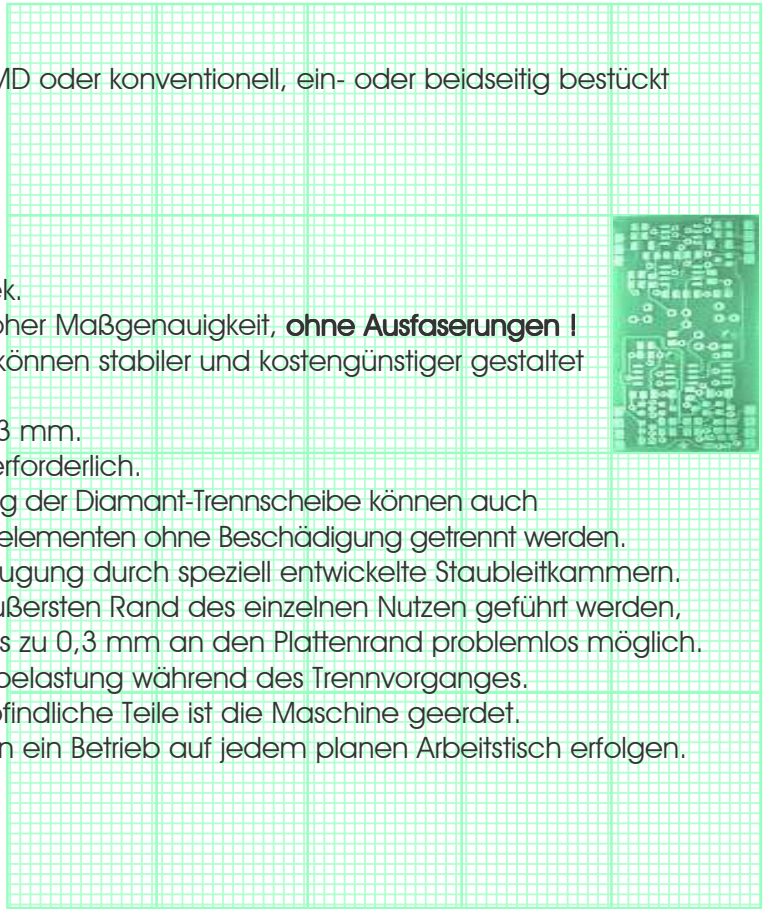 MD oder konventionell, ein- oder beidseitig bestückt
ek.
oher Maßgenauigkeit, ohne Ausfaserungen !
können stabiler und kostengünstiger gestaltet
3 mm.
erforderlich.
g der Diamant-Trennscheibe können auch
elementen ohne Beschädigung getrennt werden.
ugung durch speziell entwickelte Staubleitkammern.
ußersten Rand des einzelnen Nutzen geführt werden,
s zu 0,3 mm an den Plattenrand problemlos möglich.
belastung während des Trennvorganges.
pfindliche Teile ist die Maschine geerdet.
n ein Betrieb auf jedem planen Arbeitstisch erfolgen.